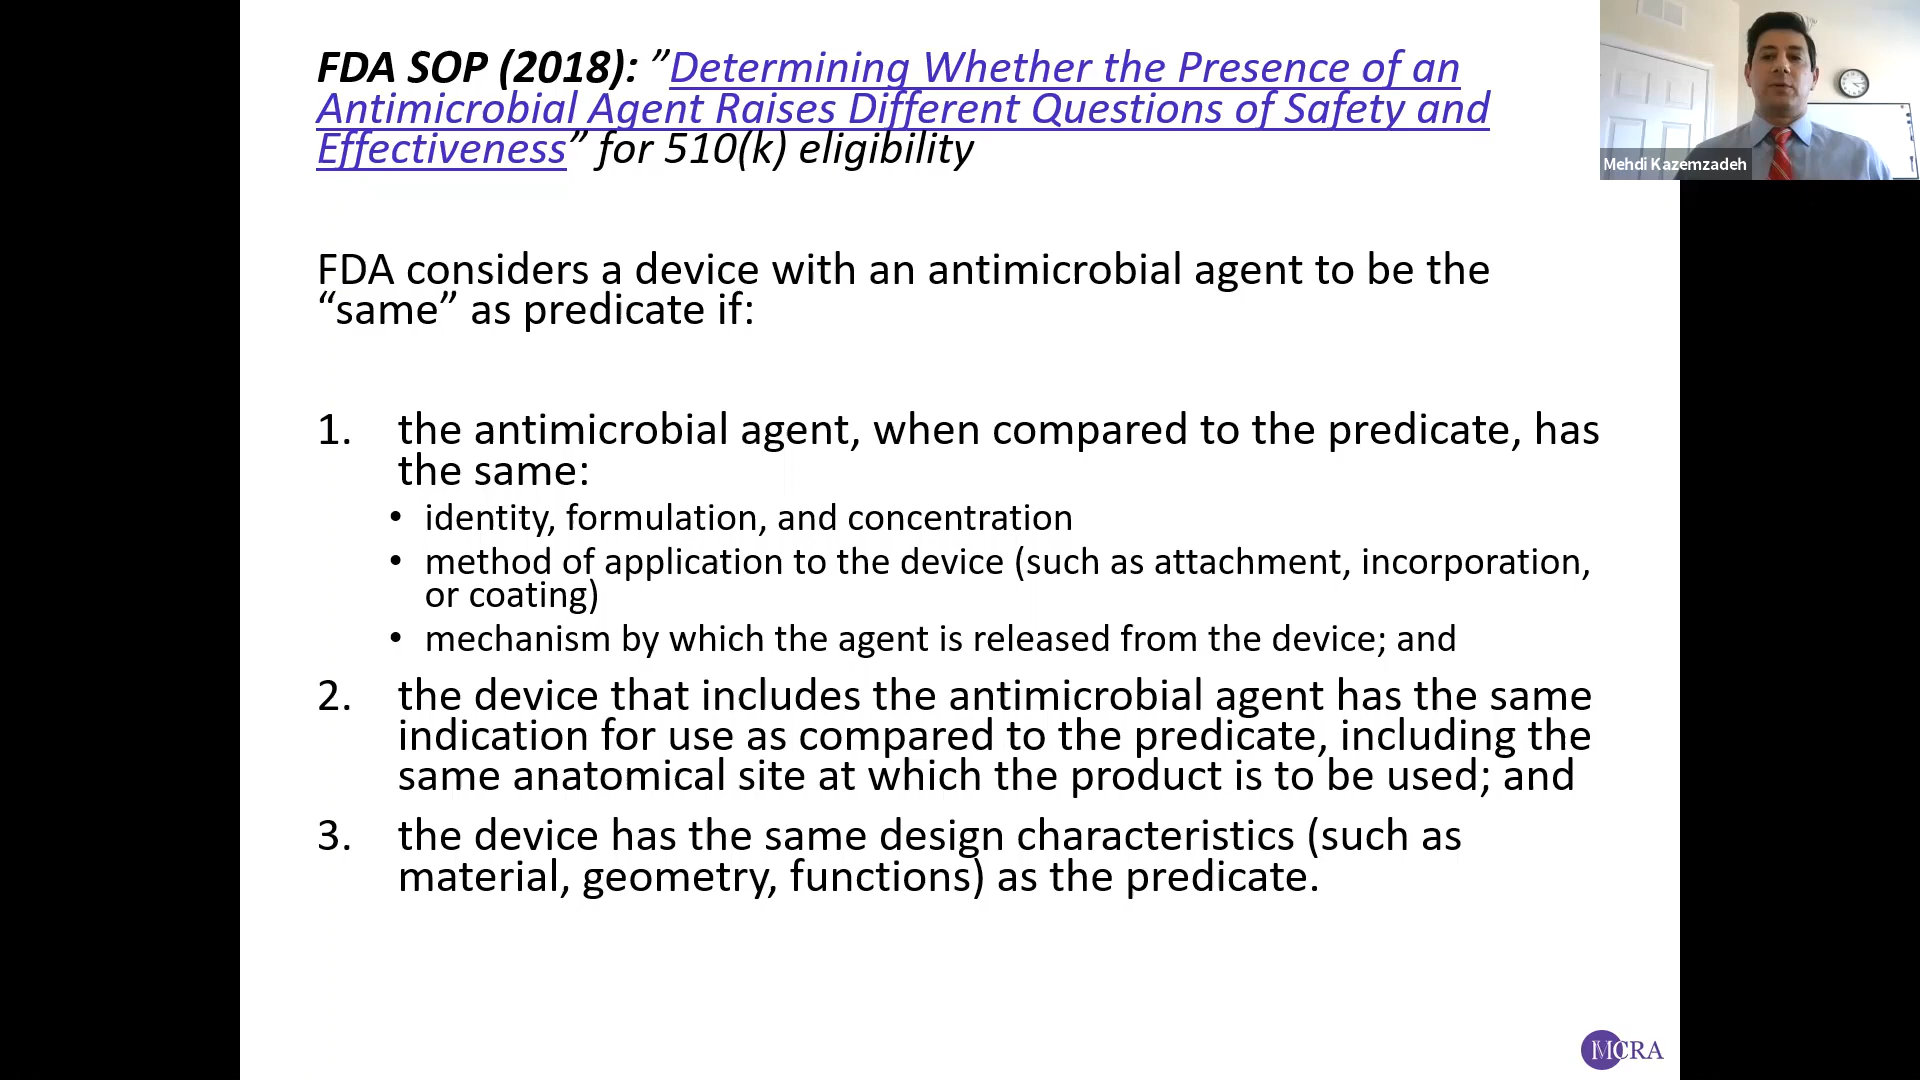 FDA SOP (2018): ”Determining Whether the Presence of an
Antimicrobial Agent Raises Different Questions of Safety and
Effectiveness” for 510(k) eligibility
Mehdi Kazemzadeh
FDA considers a device with an antimicrobial agent to be the
“same” as predicate if:
1. the antimicrobial agent, when compared to the predicate, has
the same:
• identity, formulation, and concentration
• method of application to the device (such as attachment, incorporation,
or coating)
• mechanism by which the agent is released from the device; and
2. the device that includes the antimicrobial agent has the same
indication for use as compared to the predicate, including the
same anatomical site at which the product is to be used; and
3. the device has the same design characteristics (such as
material, geometry, functions) as the predicate.
MCRA